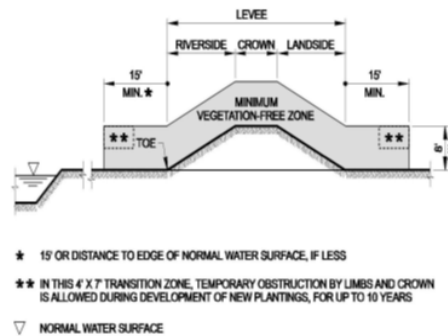 LEVEE
RIVERSIDE CROWN LANDSIDE
15' 15'
MIN. ★ MIN.
MINIMUM
VEGETATION-FREE ZONE
★★ ★★
TOE
6'
▽
★ 15' OR DISTANCE TO EDGE OF NORMAL WATER SURFACE, IF LESS
★★ IN THIS 4' X 7' TRANSITION ZONE, TEMPORARY OBSTRUCTION BY LIMBS AND CROWN
IS ALLOWED DURING DEVELOPMENT OF NEW PLANTINGS, FOR UP TO 10 YEARS
▽ NORMAL WATER SURFACE